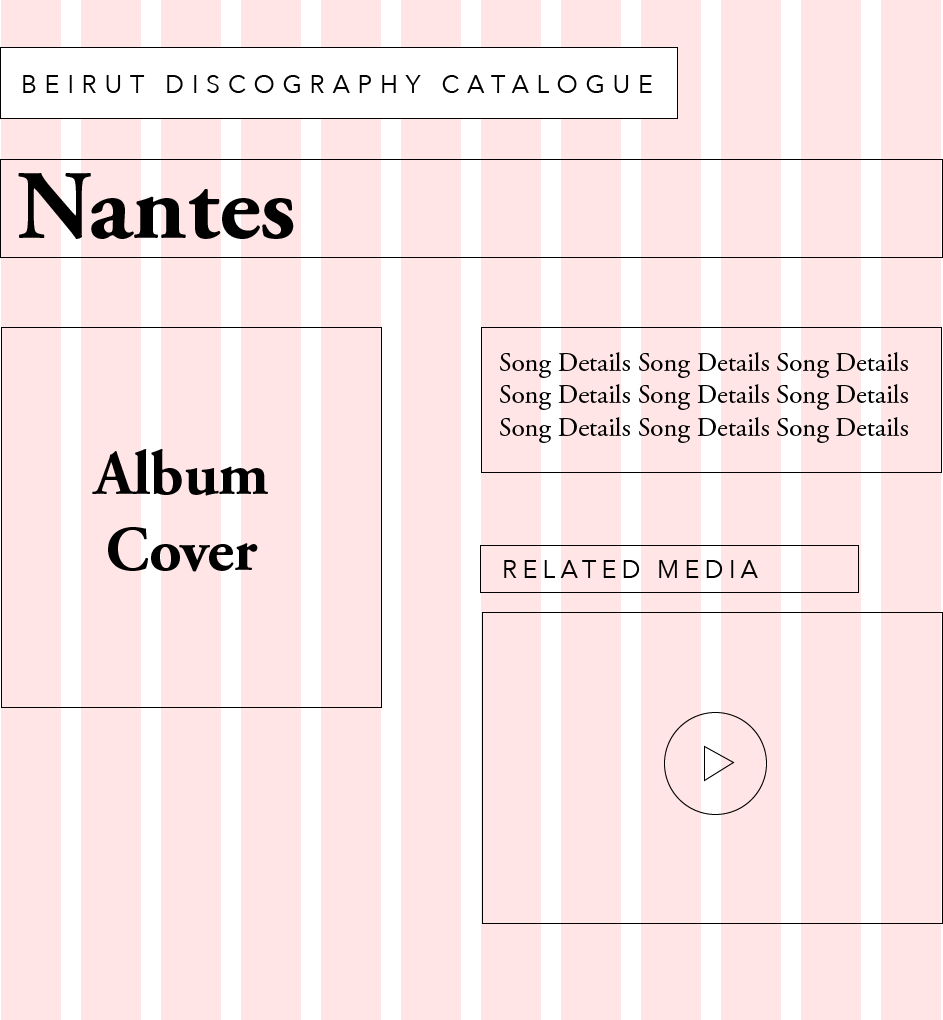 BEIRUT DISCOGRAPHY CATALOGUE
Nantes
Album
Cover
Song Details Song Details Song Details
Song Details Song Details Song Details
Song Details Song Details Song Details
RELATED MEDIA